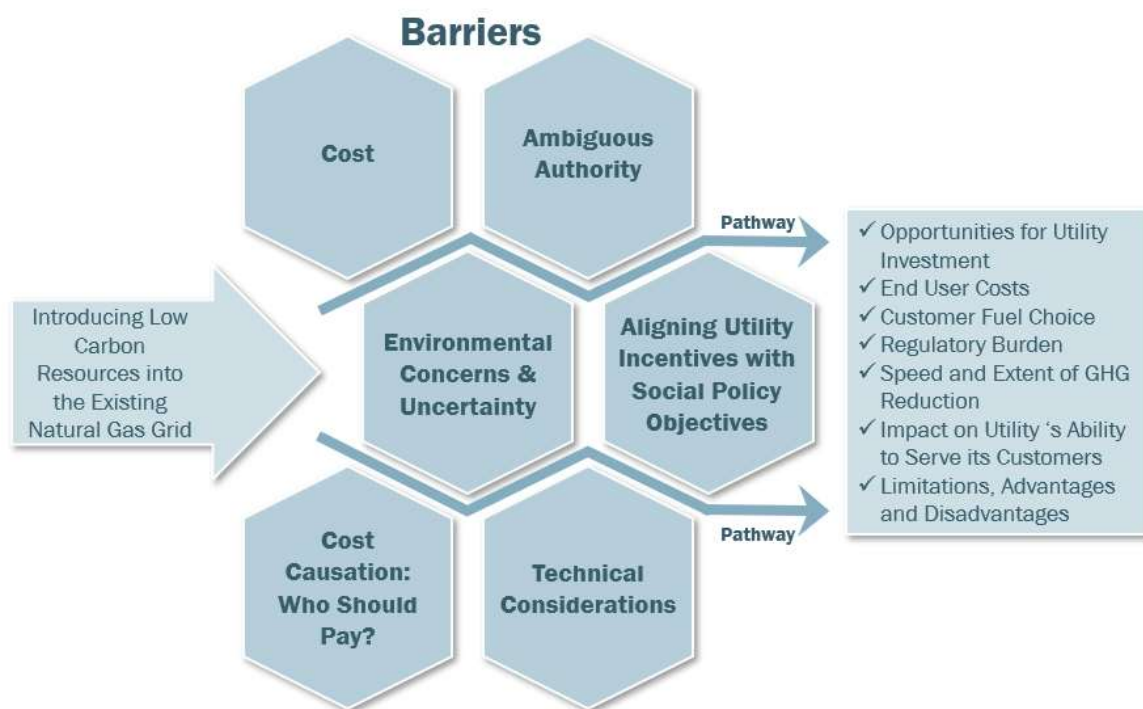 Barriers
Cost
Ambiguous
Authority
Pathway
Introducing Low
Carbon
Resources into
the Existing
Natural Gas Grid
Environmental
Concerns &
Uncertainty
Aligning Utility
Incentives with
Social Policy
Objectives
✓ Opportunities for Utility
Investment
✓ End User Costs
✓ Customer Fuel Choice
✓ Regulatory Burden
✓ Speed and Extent of GHG
Reduction
✓ Impact on Utility ‘s Ability
to Serve its Customers
✓ Limitations, Advantages
and Disadvantages
Pathway
Cost
Causation:
Who Should
Pay?
Technical
Considerations